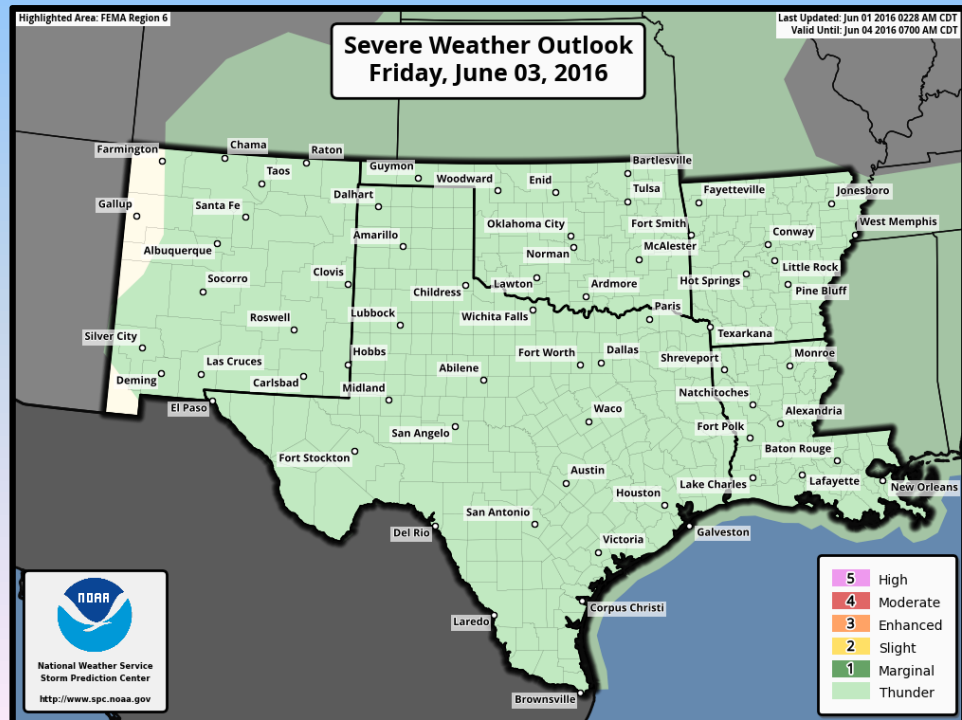 Highlighted Area: FEMA Region 6
Last Updated: Jun 01 2016 0228 AM CDT
Valid Until: Jun 04 2016 0700 AM CDT
Severe Weather Outlook
Friday, June 03, 2016
Farmington
Chama
Raton
Taos
Guymon
Woodward
Enid
Bartlesville
Tulsa
Fayetteville
Jonesboro
Gallup
Santa Fe
Dalhart
Oklahoma City
Fort Smith
West Memphis
Albuquerque
Amarillo
Norman
McAlester
Conway
Little Rock
Socorro
Clovis
Childress
Lawton
Ardmore
Hot Springs
Pine Bluff
Roswell
Lubbock
Wichita Falls
Paris
Texarkana
Silver City
Las Cruces
Hobbs
Fort Worth
Dallas
Shreveport
Monroe
Deming
Carlsbad
Midland
Abilene
Natchitoches
El Paso
San Angelo
Waco
Fort Polk
Alexandria
Fort Stockton
Austin
Baton Rouge
Houston
Lake Charles
Lafayette
New Orleans
Del Rio
San Antonio
Galveston
Victoria
Laredo
Corpus Christi
Brownsville
NOAA
National Weather Service
Storm Prediction Center
http://www.spc.noaa.gov
5 High
4 Moderate
3 Enhanced
2 Slight
1 Marginal
Thunder